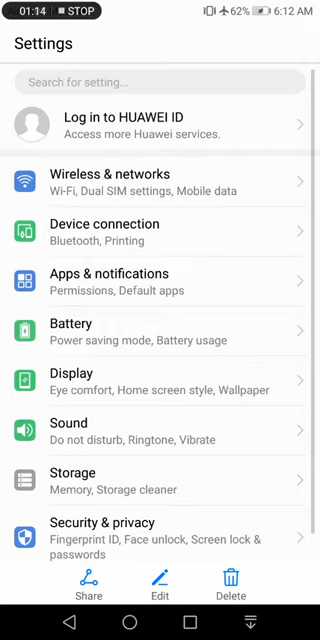 01:14 STOP 62% 6:12 AM
Settings
Search for setting...
Log in to HUAWEI ID
Access more Huawei services.
Wireless & networks
Wi-Fi, Dual SIM settings, Mobile data
Device connection
Bluetooth, Printing
Apps & notifications
Permissions, Default apps
Battery
Power saving mode, Battery usage
Display
Eye comfort, Home screen style, Wallpaper
Sound
Do not disturb, Ringtone, Vibrate
Storage
Memory, Storage cleaner
Security & privacy
Fingerprint ID, Face unlock, Screen lock &
passwords
Share Edit Delete